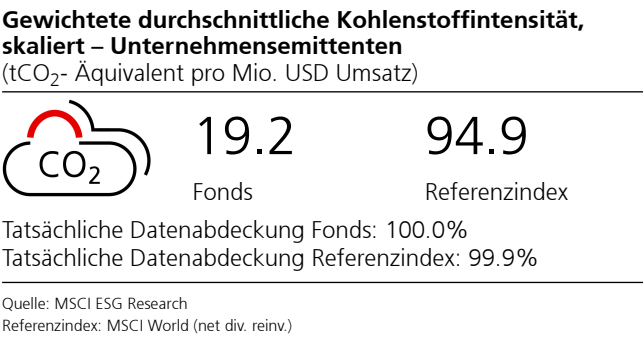 Gewichtete durchschnittliche Kohlenstoffintensität,
skaliert – Unternehmensemittenten
(tCO₂- Äquivalent pro Mio. USD Umsatz)
CO₂
19.2 94.9
Fonds Referenzindex
Tatsächliche Datenabdeckung Fonds: 100.0%
Tatsächliche Datenabdeckung Referenzindex: 99.9%
Quelle: MSCI ESG Research
Referenzindex: MSCI World (net div. reinv.)